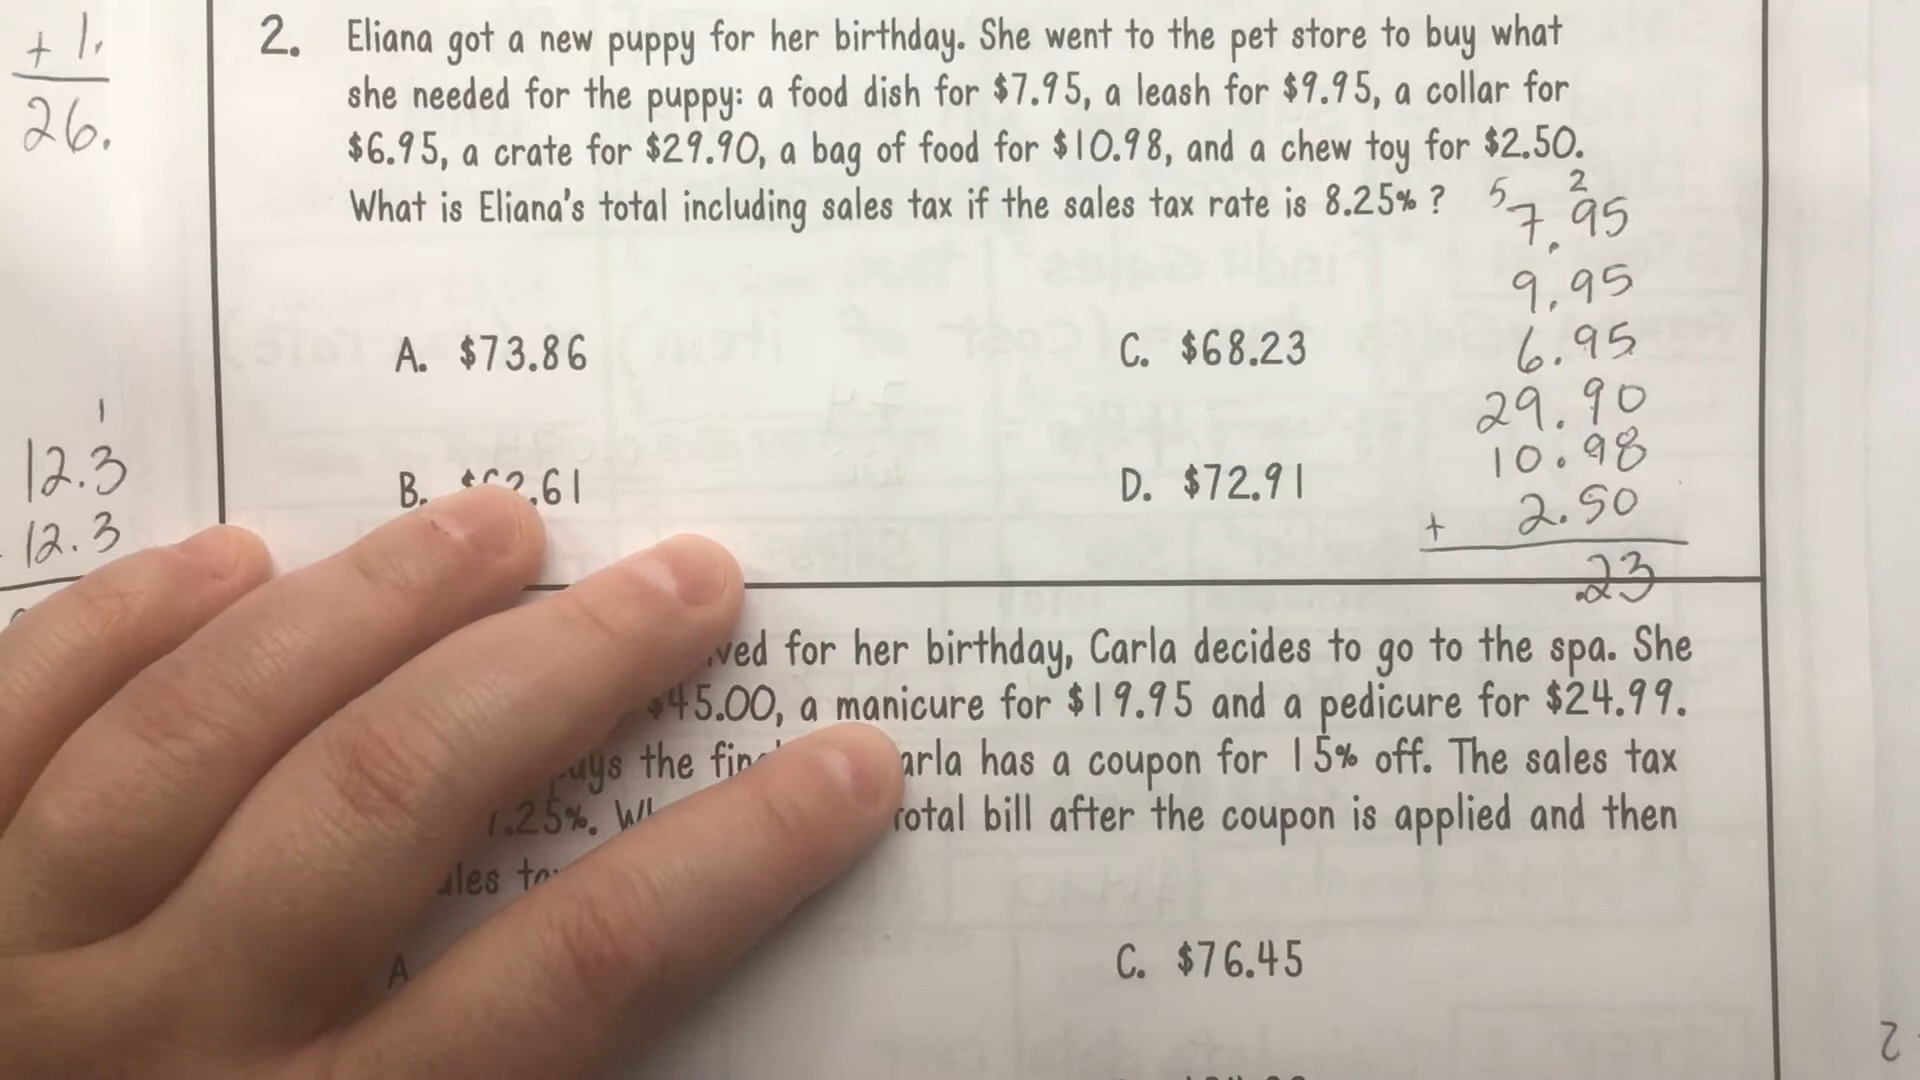 + 1.
26.
1
12.3
12.3
2. Eliana got a new puppy for her birthday. She went to the pet store to buy what
she needed for the puppy: a food dish for $7.95, a leash for $9.95, a collar for
$6.95, a crate for $29.90, a bag of food for $10.98, and a chew toy for $2.50.
What is Eliana's total including sales tax if the sales tax rate is 8.25% ?
A. $73.86
C. $68.23
B. .61
D. $72.91
5 2
7.95
9.95
6.95
29.90
10.98
+ 2.50
.23
for her birthday, Carla decides to go to the spa. She
$45.00, a manicure for $19.95 and a pedicure for $24.99.
the has a coupon for 15% off. The sales tax
.25%. bill after the coupon is applied and then
A
C. $76.45
2